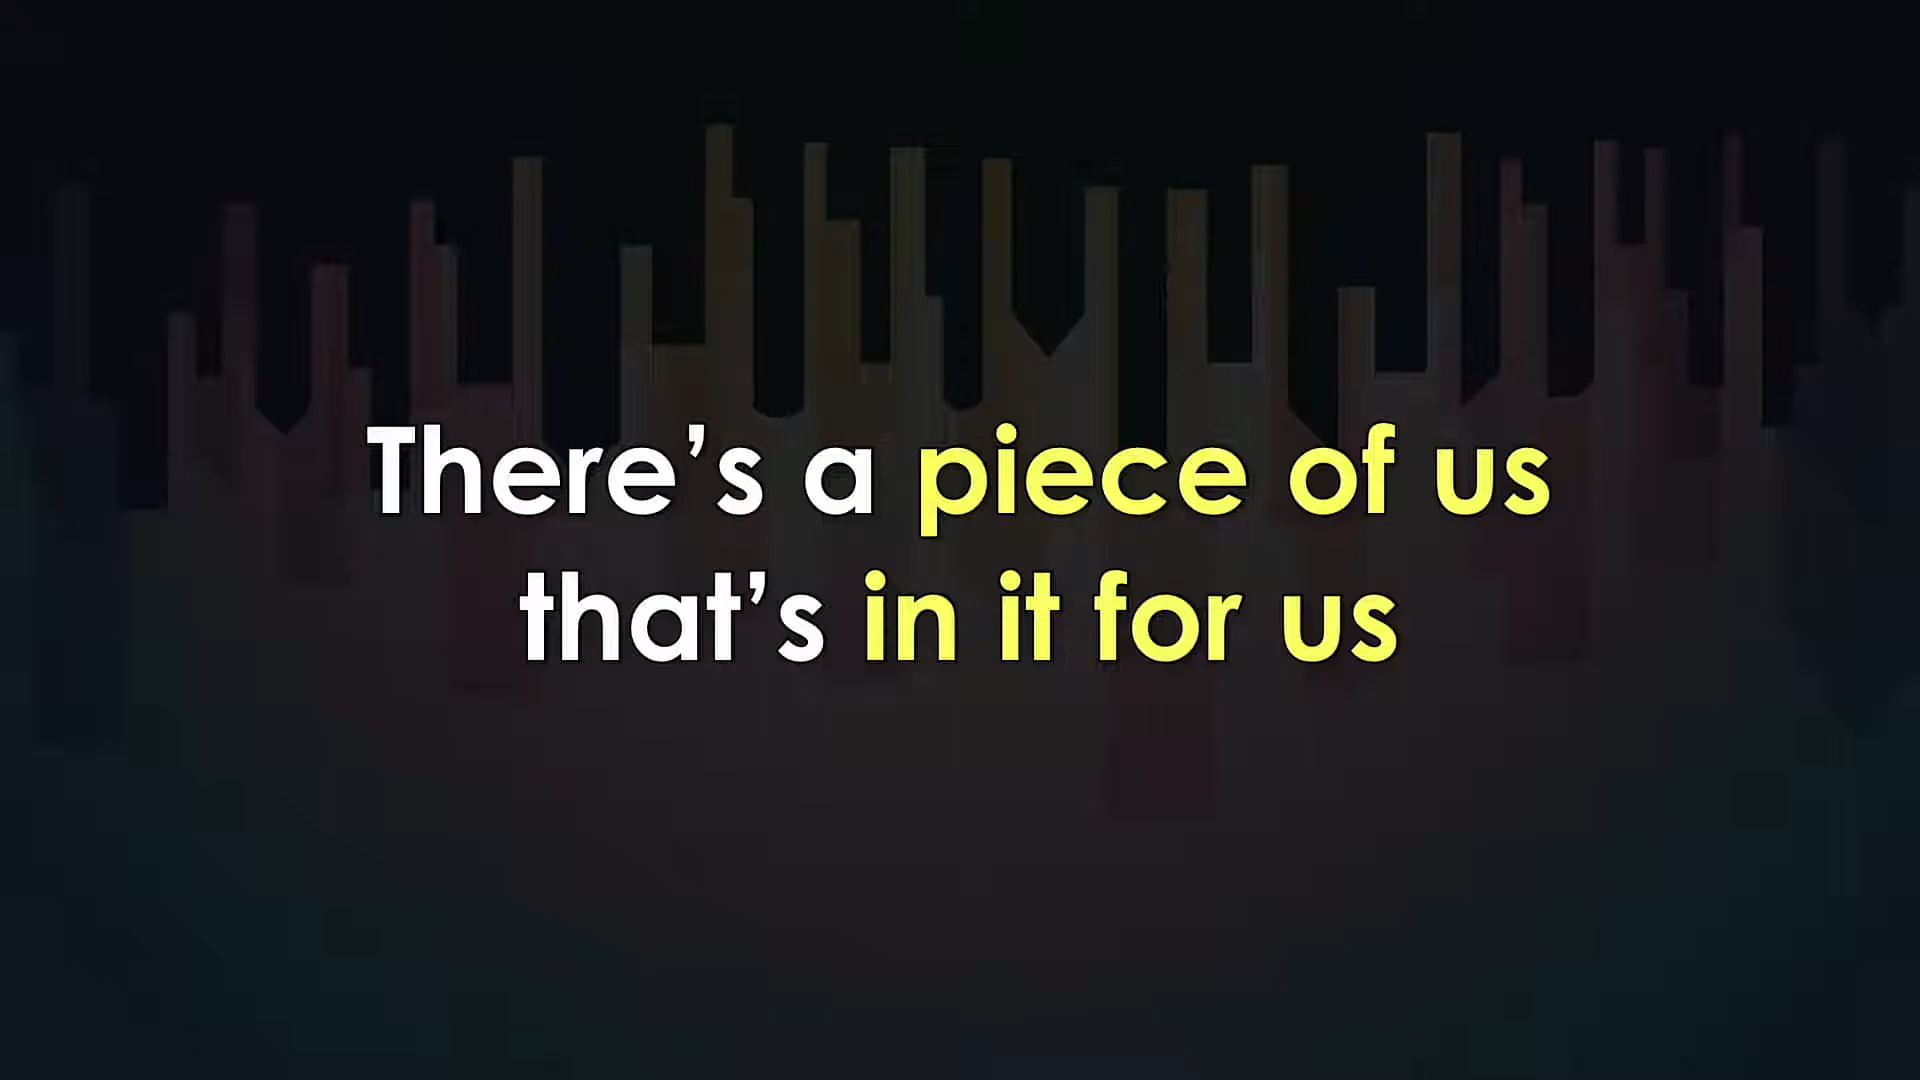 There’s a piece of us
that’s in it for us